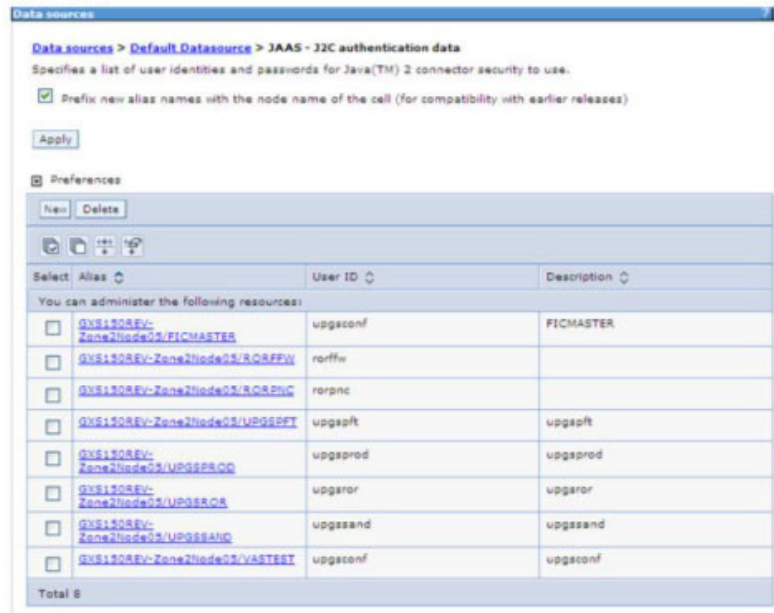 Data sources
?
Data sources > Default Datasource > JAAS - J2C authentication data
Specifies a list of user identities and passwords for Java(TM) 2 connector security to use.
Prefix new alias names with the node name of the cell (for compatibility with earlier releases)
Apply
Preferences
New Delete
Select Alias User ID Description
You can administer the following resources:
GXS150REV-
Zone2Node05/FICMASTER upgsconf FICMASTER
GXS150REV-Zone2Node05/RORFFW rorffw
GXS150REV-Zone2Node05/RORPNC rorpnc
GXS150REV-Zone2Node05/UPGSPFT upgspft upgspft
GXS150REV-
Zone2Node05/UPGSPROD upgsprod upgsprod
GXS150REV-
Zone2Node05/UPGSROR upgsror upgsror
GXS150REV-
Zone2Node05/UPGSSAND upgssand upgssand
GXS150REV-Zone2Node05/VASTEST upgsconf upgsconf
Total 8